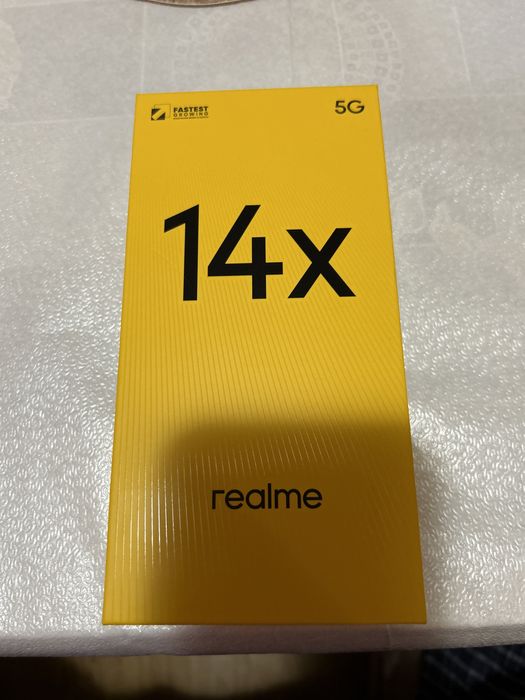 FASTEST
GROWING
5G
14x
realme